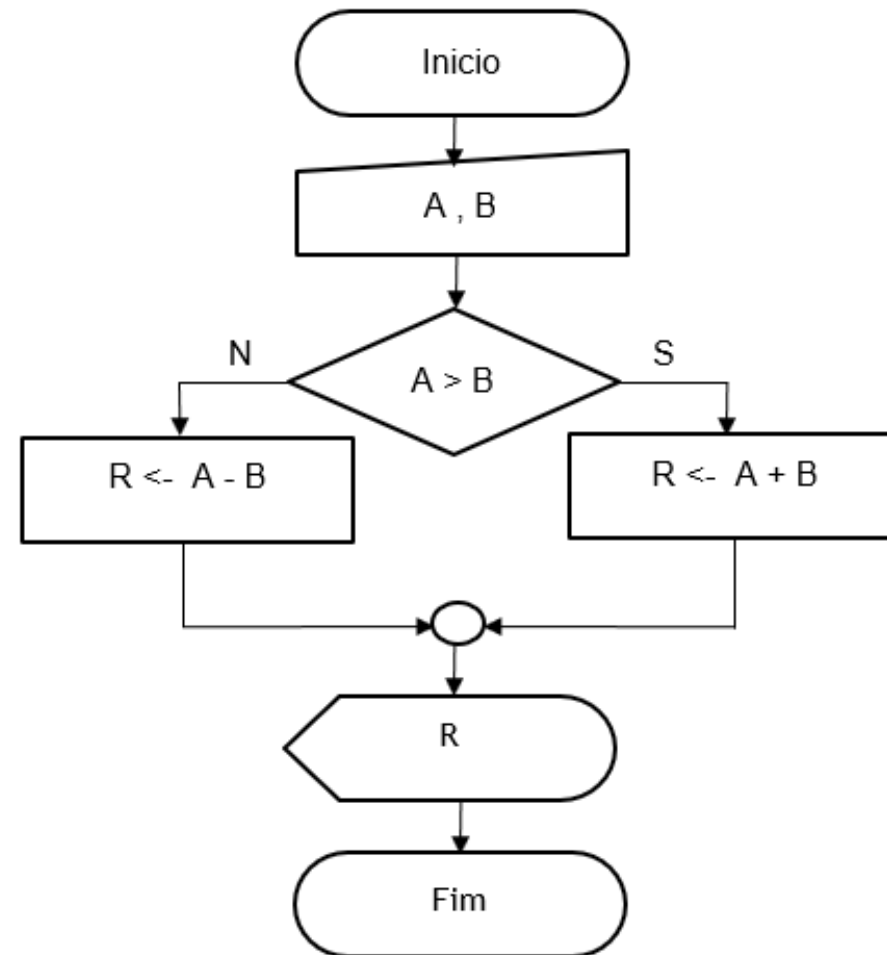 Inicio
A , B
N
S
A > B
R <- A - B
R <- A + B
R
Fim